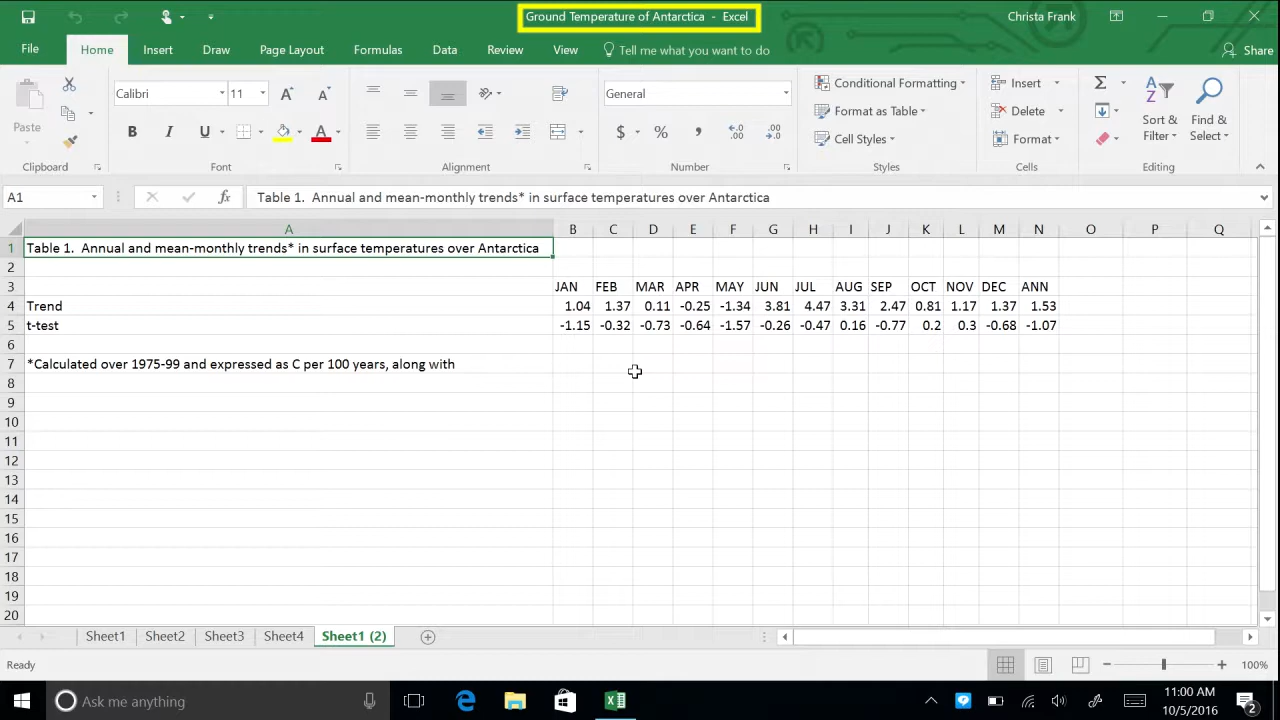 Ground Temperature of Antarctica - Excel
Christa Frank
File Home Insert Draw Page Layout Formulas Data Review View Tell me what you want to do Share
Paste
Calibri 11
General
Conditional Formatting
Format as Table
Cell Styles
Insert
Delete
Format
Sort & Filter
Find & Select
Clipboard Font Alignment Number Styles Cells Editing
A1 fx Table 1. Annual and mean-monthly trends* in surface temperatures over Antarctica
A B C D E F G H I J K L M N O P Q
1 Table 1. Annual and mean-monthly trends* in surface temperatures over Antarctica
2
3 JAN FEB MAR APR MAY JUN JUL AUG SEP OCT NOV DEC ANN
4 Trend 1.04 1.37 0.11 -0.25 -1.34 3.81 4.47 3.31 2.47 0.81 1.17 1.37 1.53
5 t-test -1.15 -0.32 -0.73 -0.64 -1.57 -0.26 -0.47 0.16 -0.77 0.2 0.3 -0.68 -1.07
6
7 *Calculated over 1975-99 and expressed as C per 100 years, along with
8
9
10
11
12
13
14
15
16
17
18
19
20
Sheet1 Sheet2 Sheet3 Sheet4 Sheet1 (2)
Ready 100%
Ask me anything
11:00 AM
10/5/2016
2